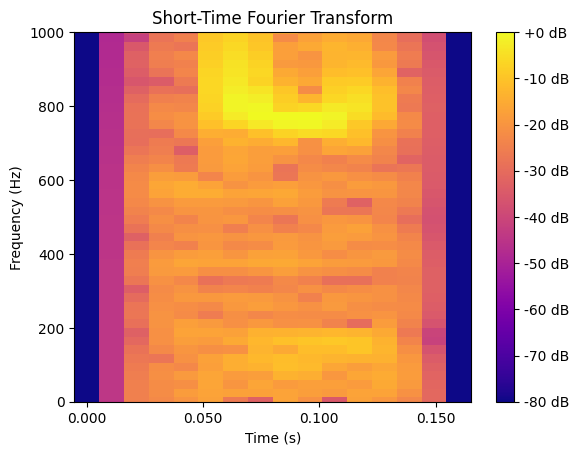 Short-Time Fourier Transform
1000
800
600
400
200
0
Frequency (Hz)
0.000
0.050
0.100
0.150
Time (s)
+0 dB
-10 dB
-20 dB
-30 dB
-40 dB
-50 dB
-60 dB
-70 dB
-80 dB